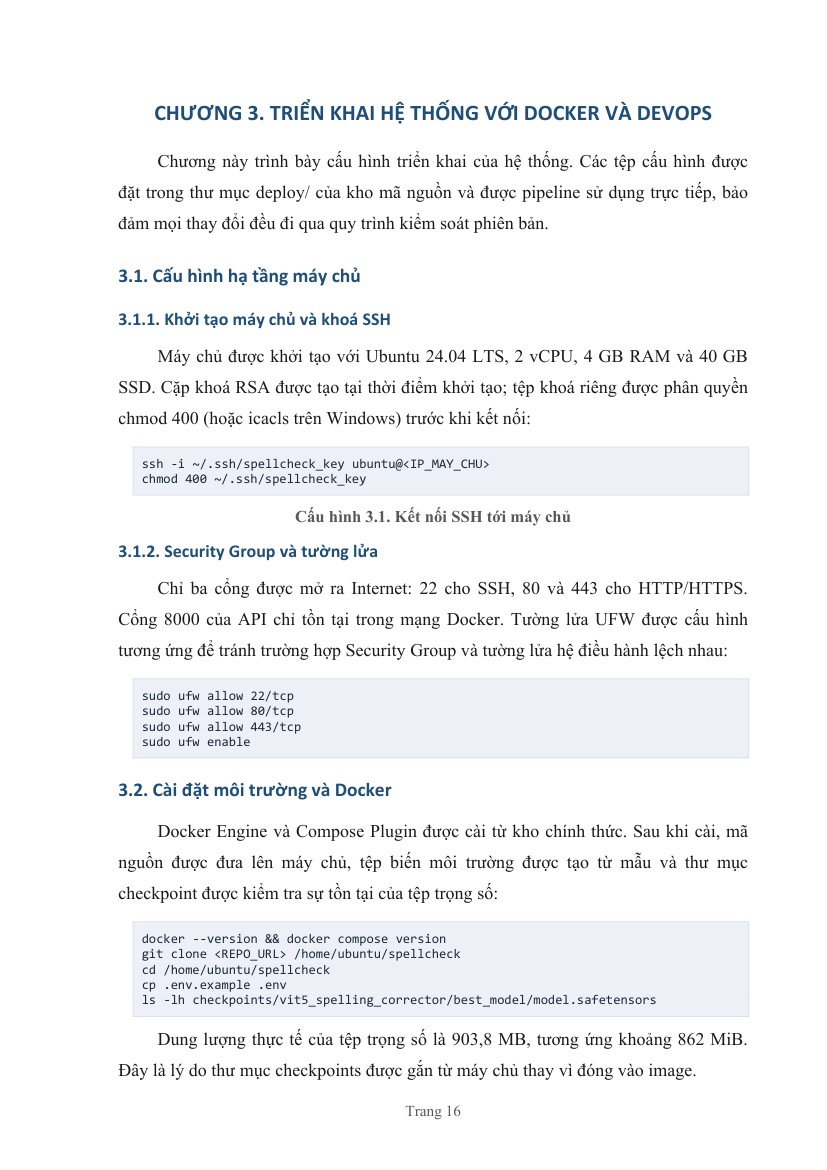 CHƯƠNG 3. TRIỂN KHAI HỆ THỐNG VỚI DOCKER VÀ DEVOPS
Chương này trình bày cấu hình triển khai của hệ thống. Các tệp cấu hình được
đặt trong thư mục deploy/ của kho mã nguồn và được pipeline sử dụng trực tiếp, bảo
đảm mọi thay đổi đều đi qua quy trình kiểm soát phiên bản.
3.1. Cấu hình hạ tầng máy chủ
3.1.1. Khởi tạo máy chủ và khoá SSH
Máy chủ được khởi tạo với Ubuntu 24.04 LTS, 2 vCPU, 4 GB RAM và 40 GB
SSD. Cặp khoá RSA được tạo tại thời điểm khởi tạo; tệp khoá riêng được phân quyền
chmod 400 (hoặc icacls trên Windows) trước khi kết nối:
ssh -i ~/.ssh/spellcheck_key ubuntu@<IP_MAY_CHU>
chmod 400 ~/.ssh/spellcheck_key
Cấu hình 3.1. Kết nối SSH tới máy chủ
3.1.2. Security Group và tường lửa
Chỉ ba cổng được mở ra Internet: 22 cho SSH, 80 và 443 cho HTTP/HTTPS.
Cổng 8000 của API chỉ tồn tại trong mạng Docker. Tường lửa UFW được cấu hình
tương ứng để tránh trường hợp Security Group và tường lửa hệ điều hành lệch nhau:
sudo ufw allow 22/tcp
sudo ufw allow 80/tcp
sudo ufw allow 443/tcp
sudo ufw enable
3.2. Cài đặt môi trường và Docker
Docker Engine và Compose Plugin được cài từ kho chính thức. Sau khi cài, mã
nguồn được đưa lên máy chủ, tệp biến môi trường được tạo từ mẫu và thư mục
checkpoint được kiểm tra sự tồn tại của tệp trọng số:
docker --version && docker compose version
git clone <REPO_URL> /home/ubuntu/spellcheck
cd /home/ubuntu/spellcheck
cp .env.example .env
ls -lh checkpoints/vit5_spelling_corrector/best_model/model.safetensors
Dung lượng thực tế của tệp trọng số là 903,8 MB, tương ứng khoảng 862 MiB.
Đây là lý do thư mục checkpoints được gắn từ máy chủ thay vì đóng vào image.
Trang 16